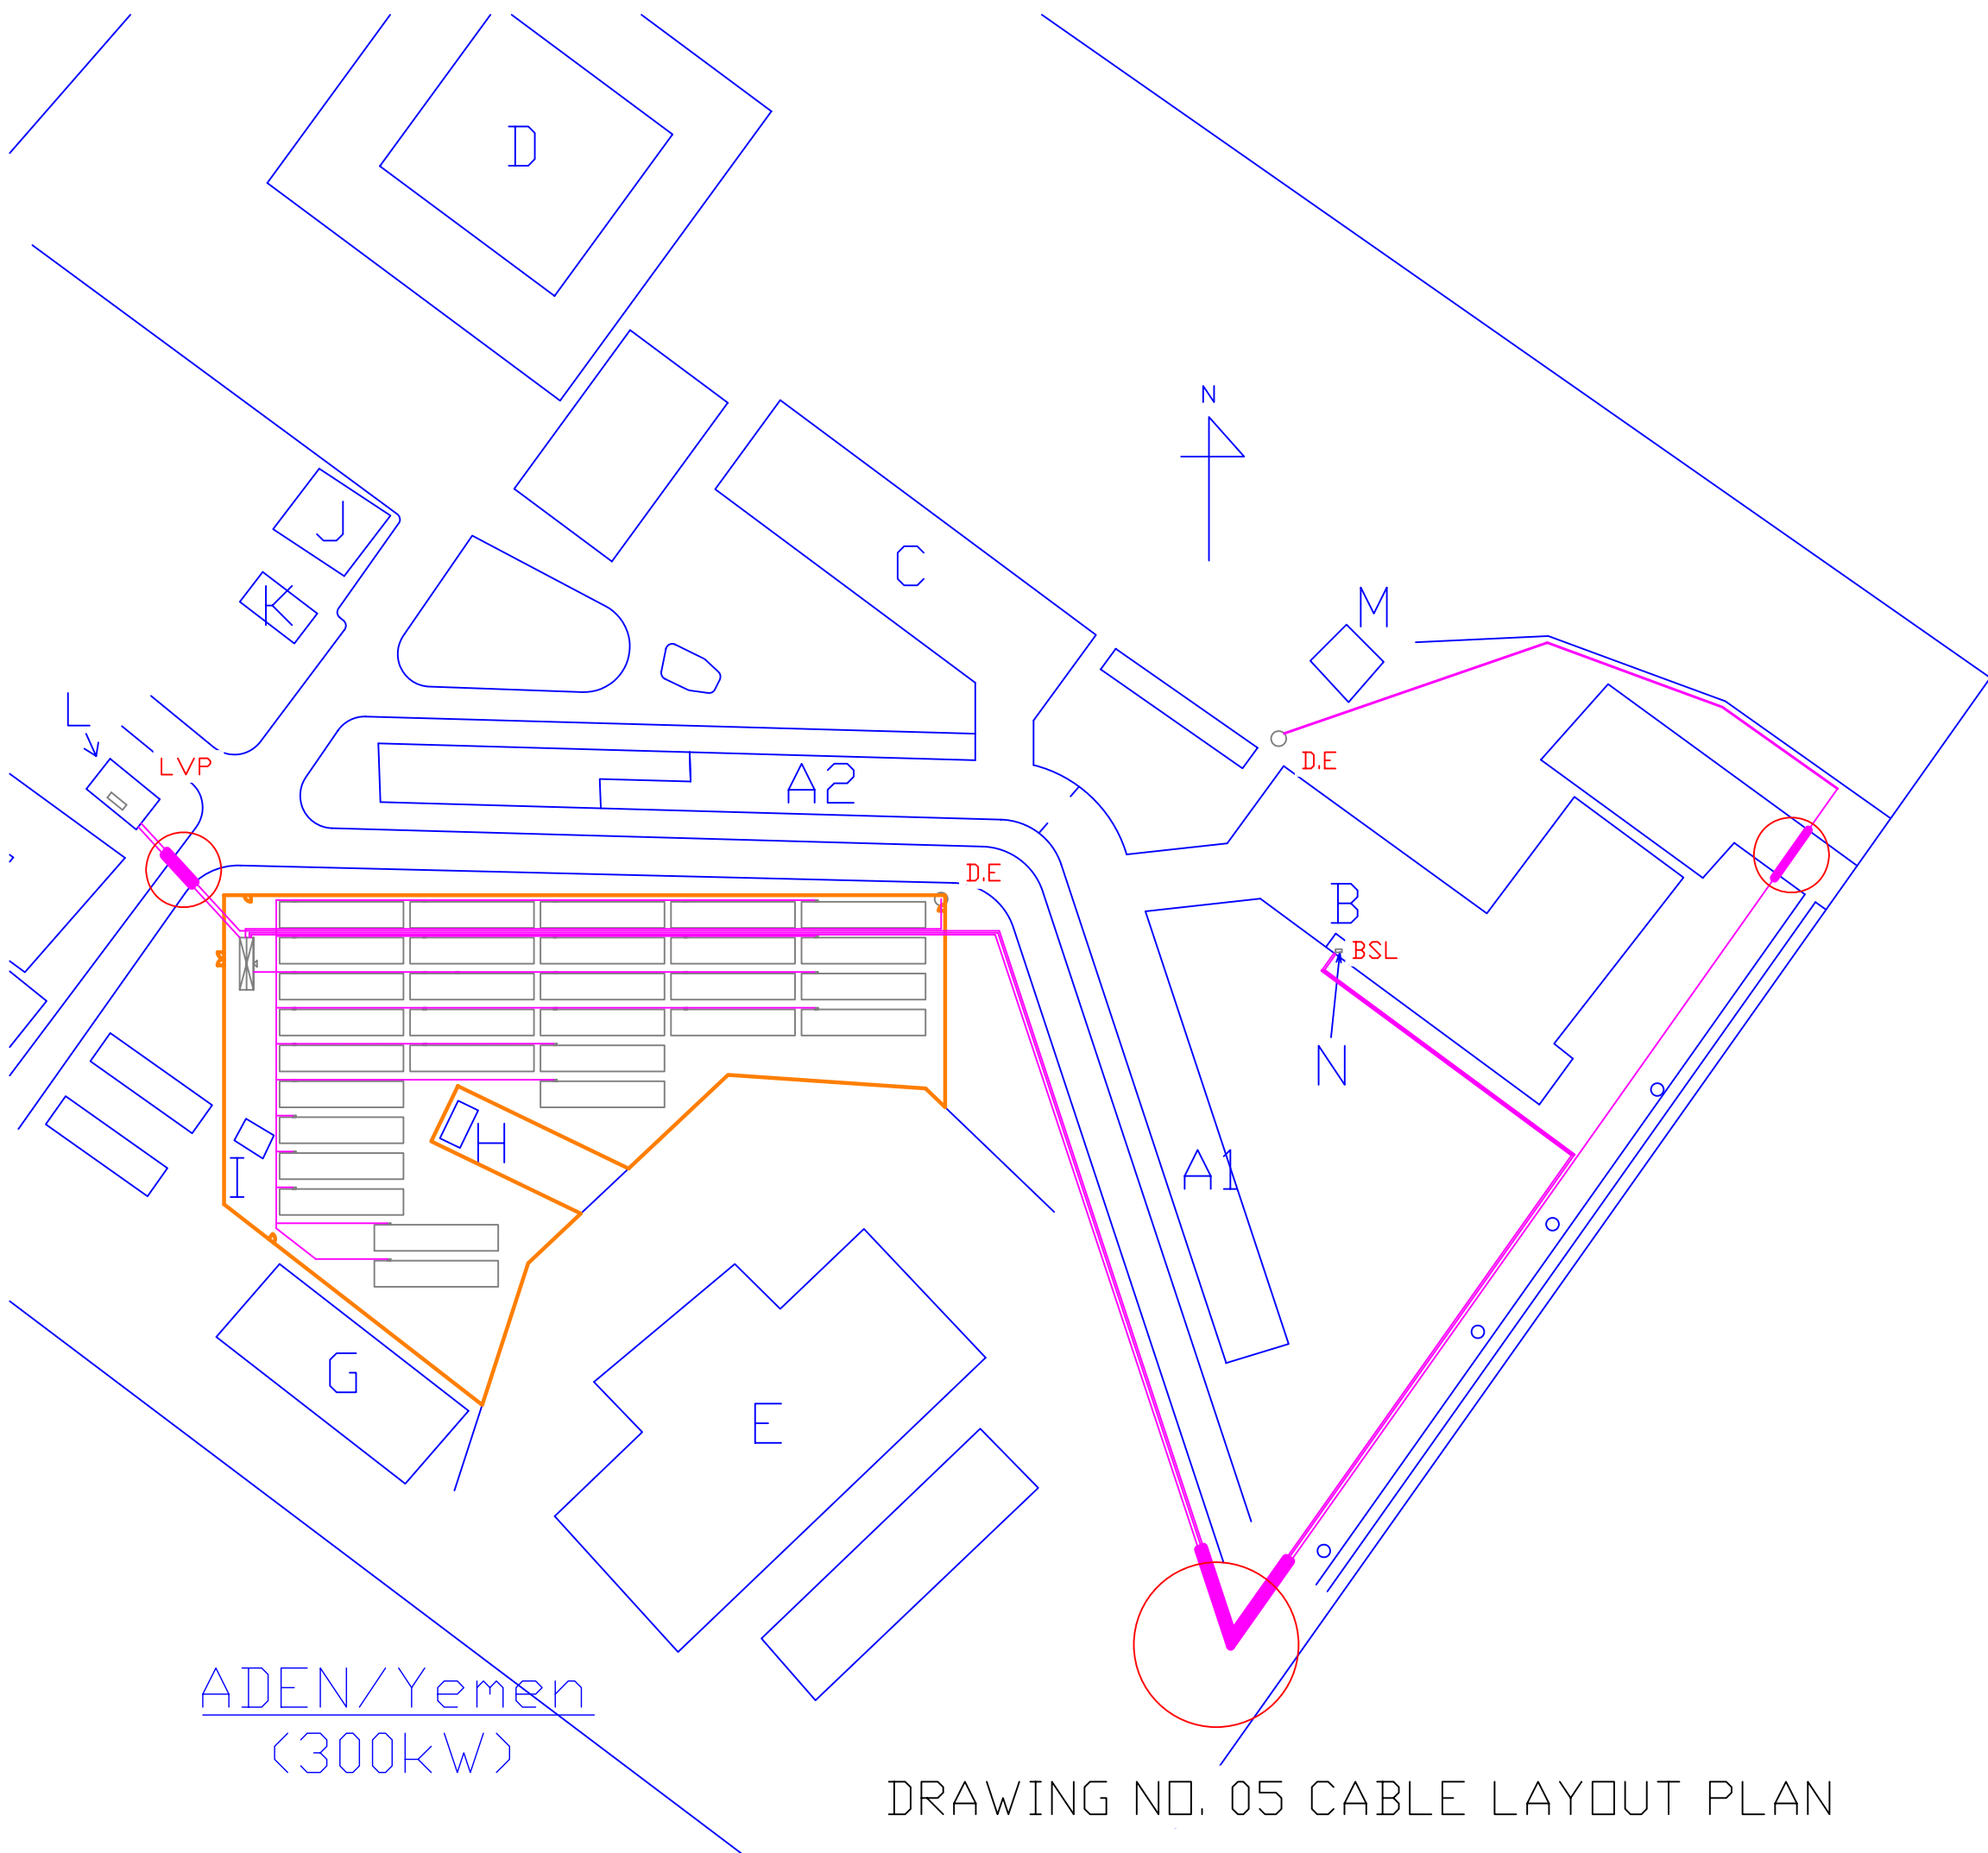 D
N
J
C
K
M
L
LVP
D.E
A2
D.E
B
BSL
N
H
A1
I
G
E
ADEN/Yemen
(300kW)
DRAWING NO. 05 CABLE LAYOUT PLAN